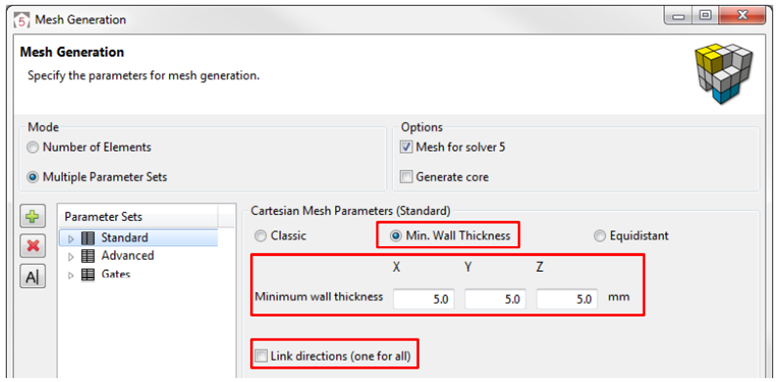 5 Mesh Generation
Mesh Generation
Specify the parameters for mesh generation.
Mode
Number of Elements
Multiple Parameter Sets
Options
Mesh for solver 5
Generate core
A
Parameter Sets
Standard
Advanced
Gates
Cartesian Mesh Parameters (Standard)
Classic Min. Wall Thickness Equidistant
X Y Z
Minimum wall thickness 5.0 5.0 5.0 mm
Link directions (one for all)